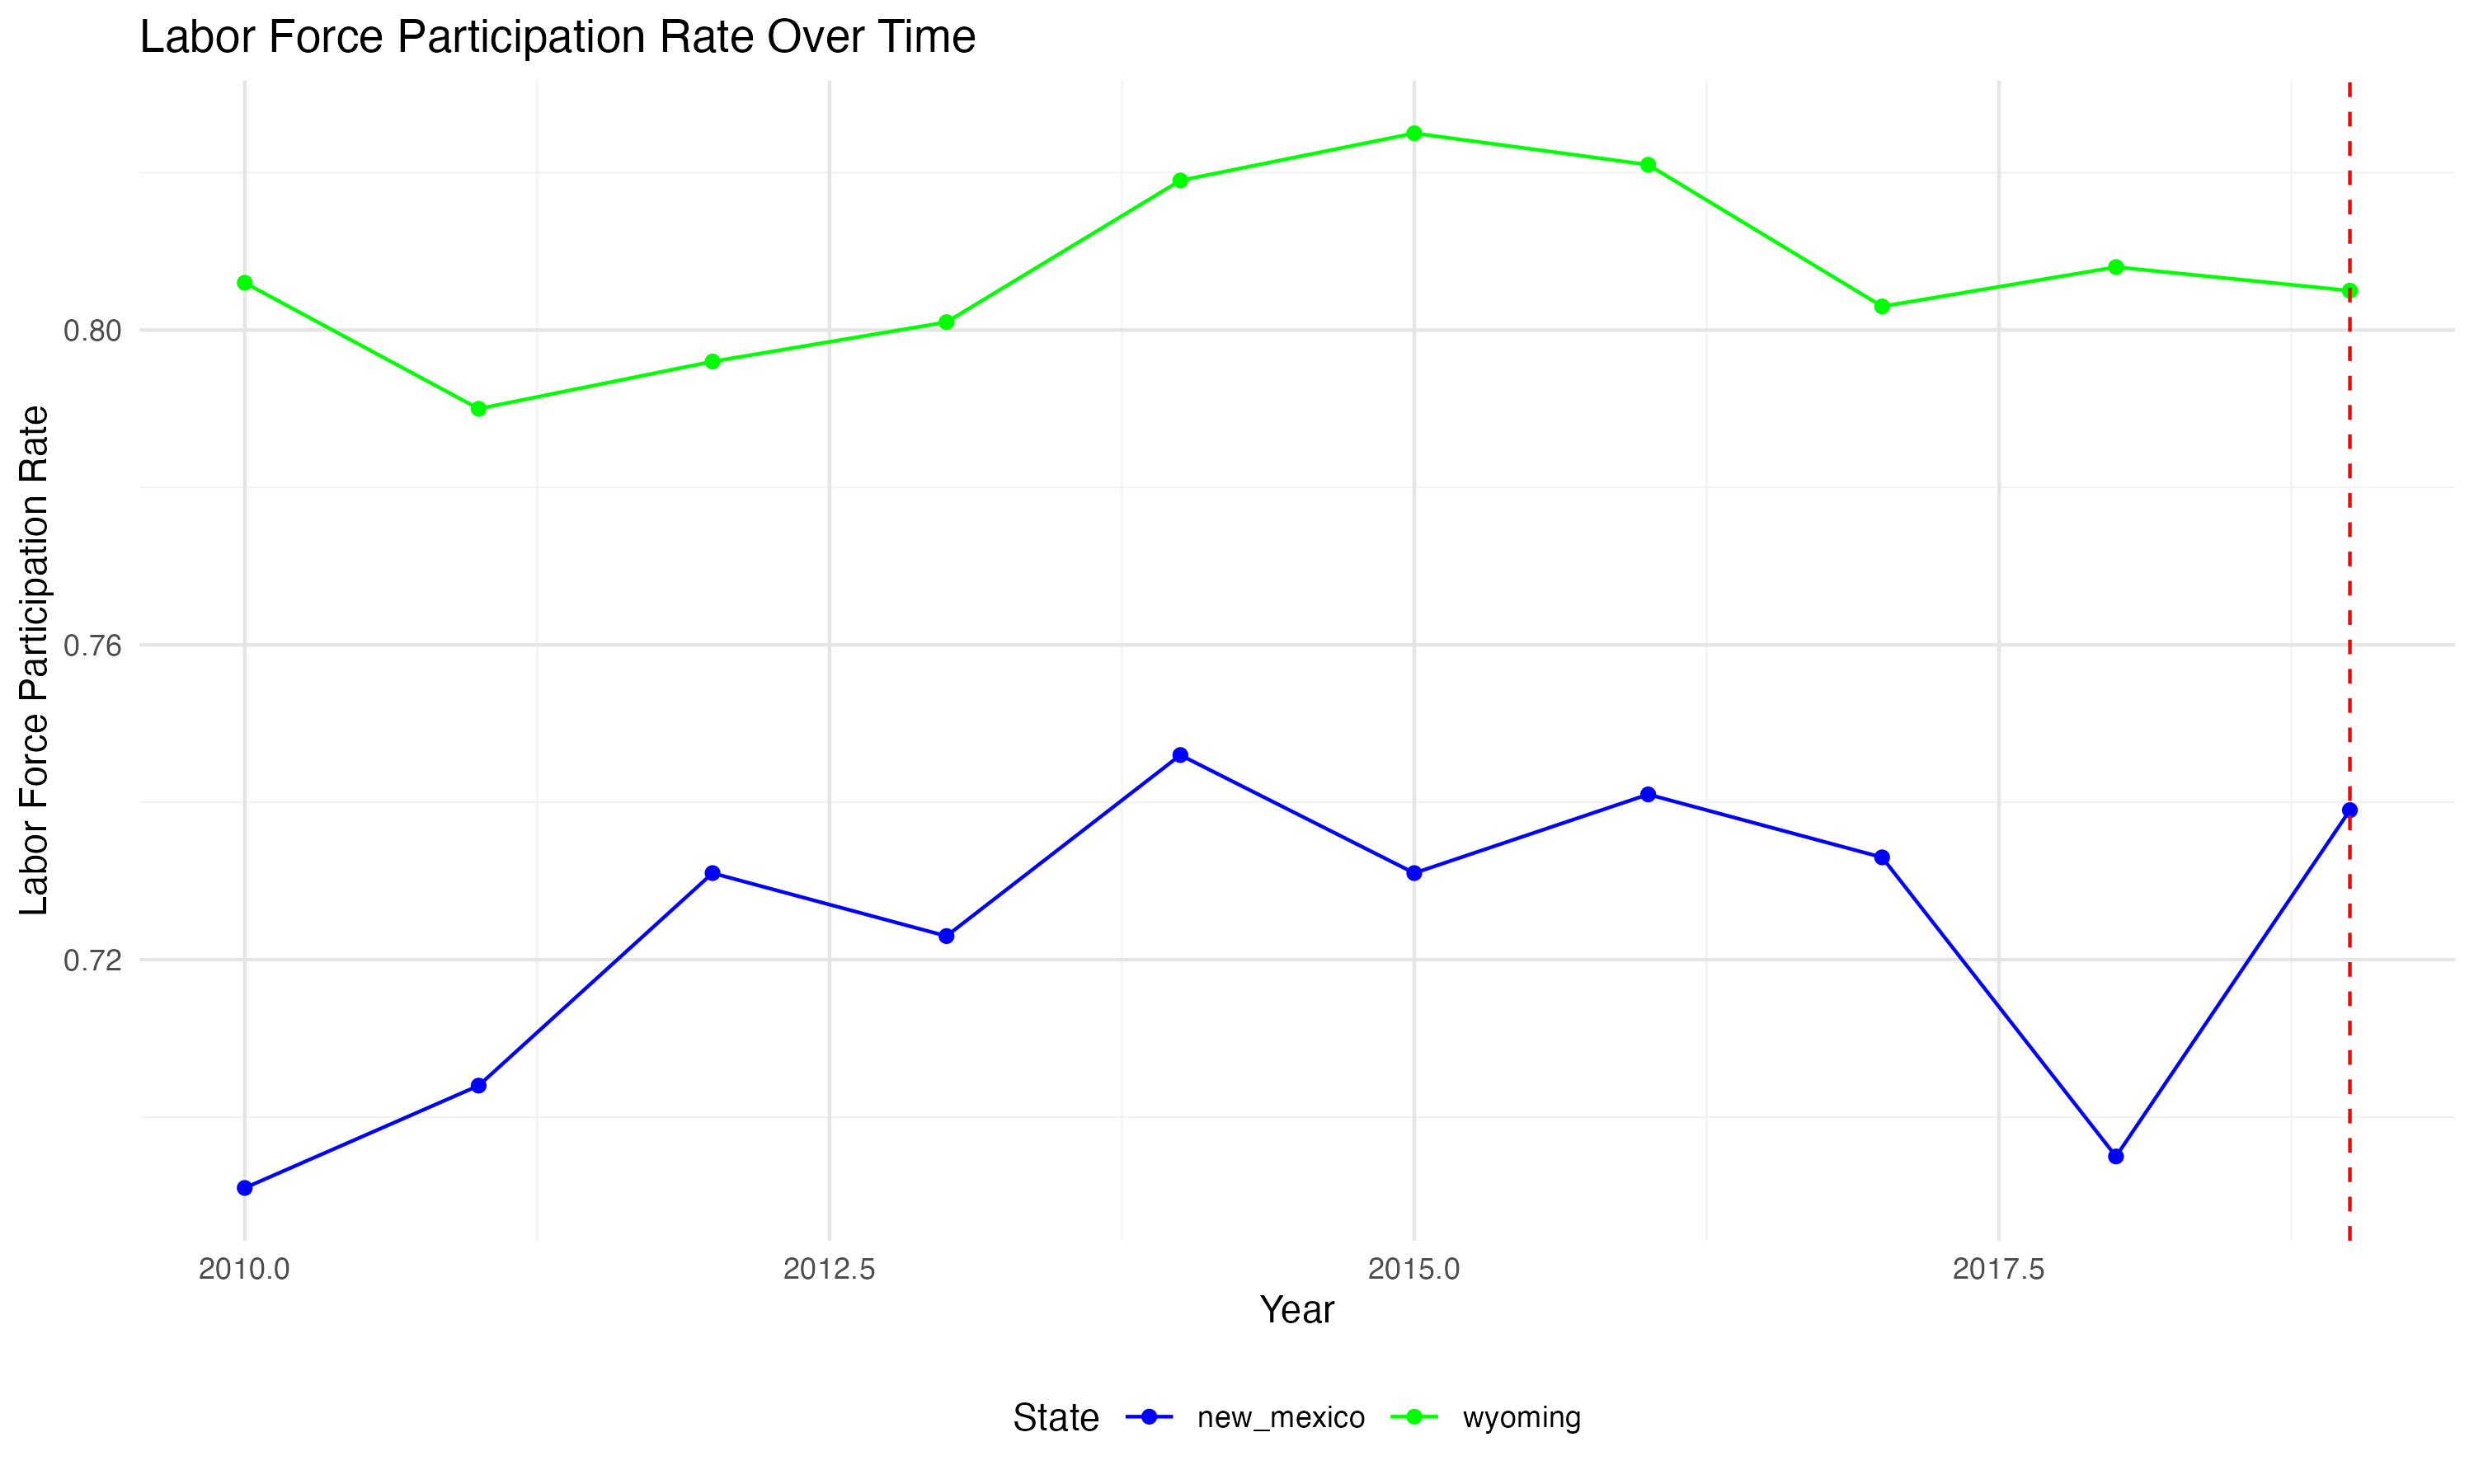 Labor Force Participation Rate Over Time
Labor Force Participation Rate
0.80
0.76
0.72
2010.0 2012.5 2015.0 2017.5
Year
State new_mexico wyoming